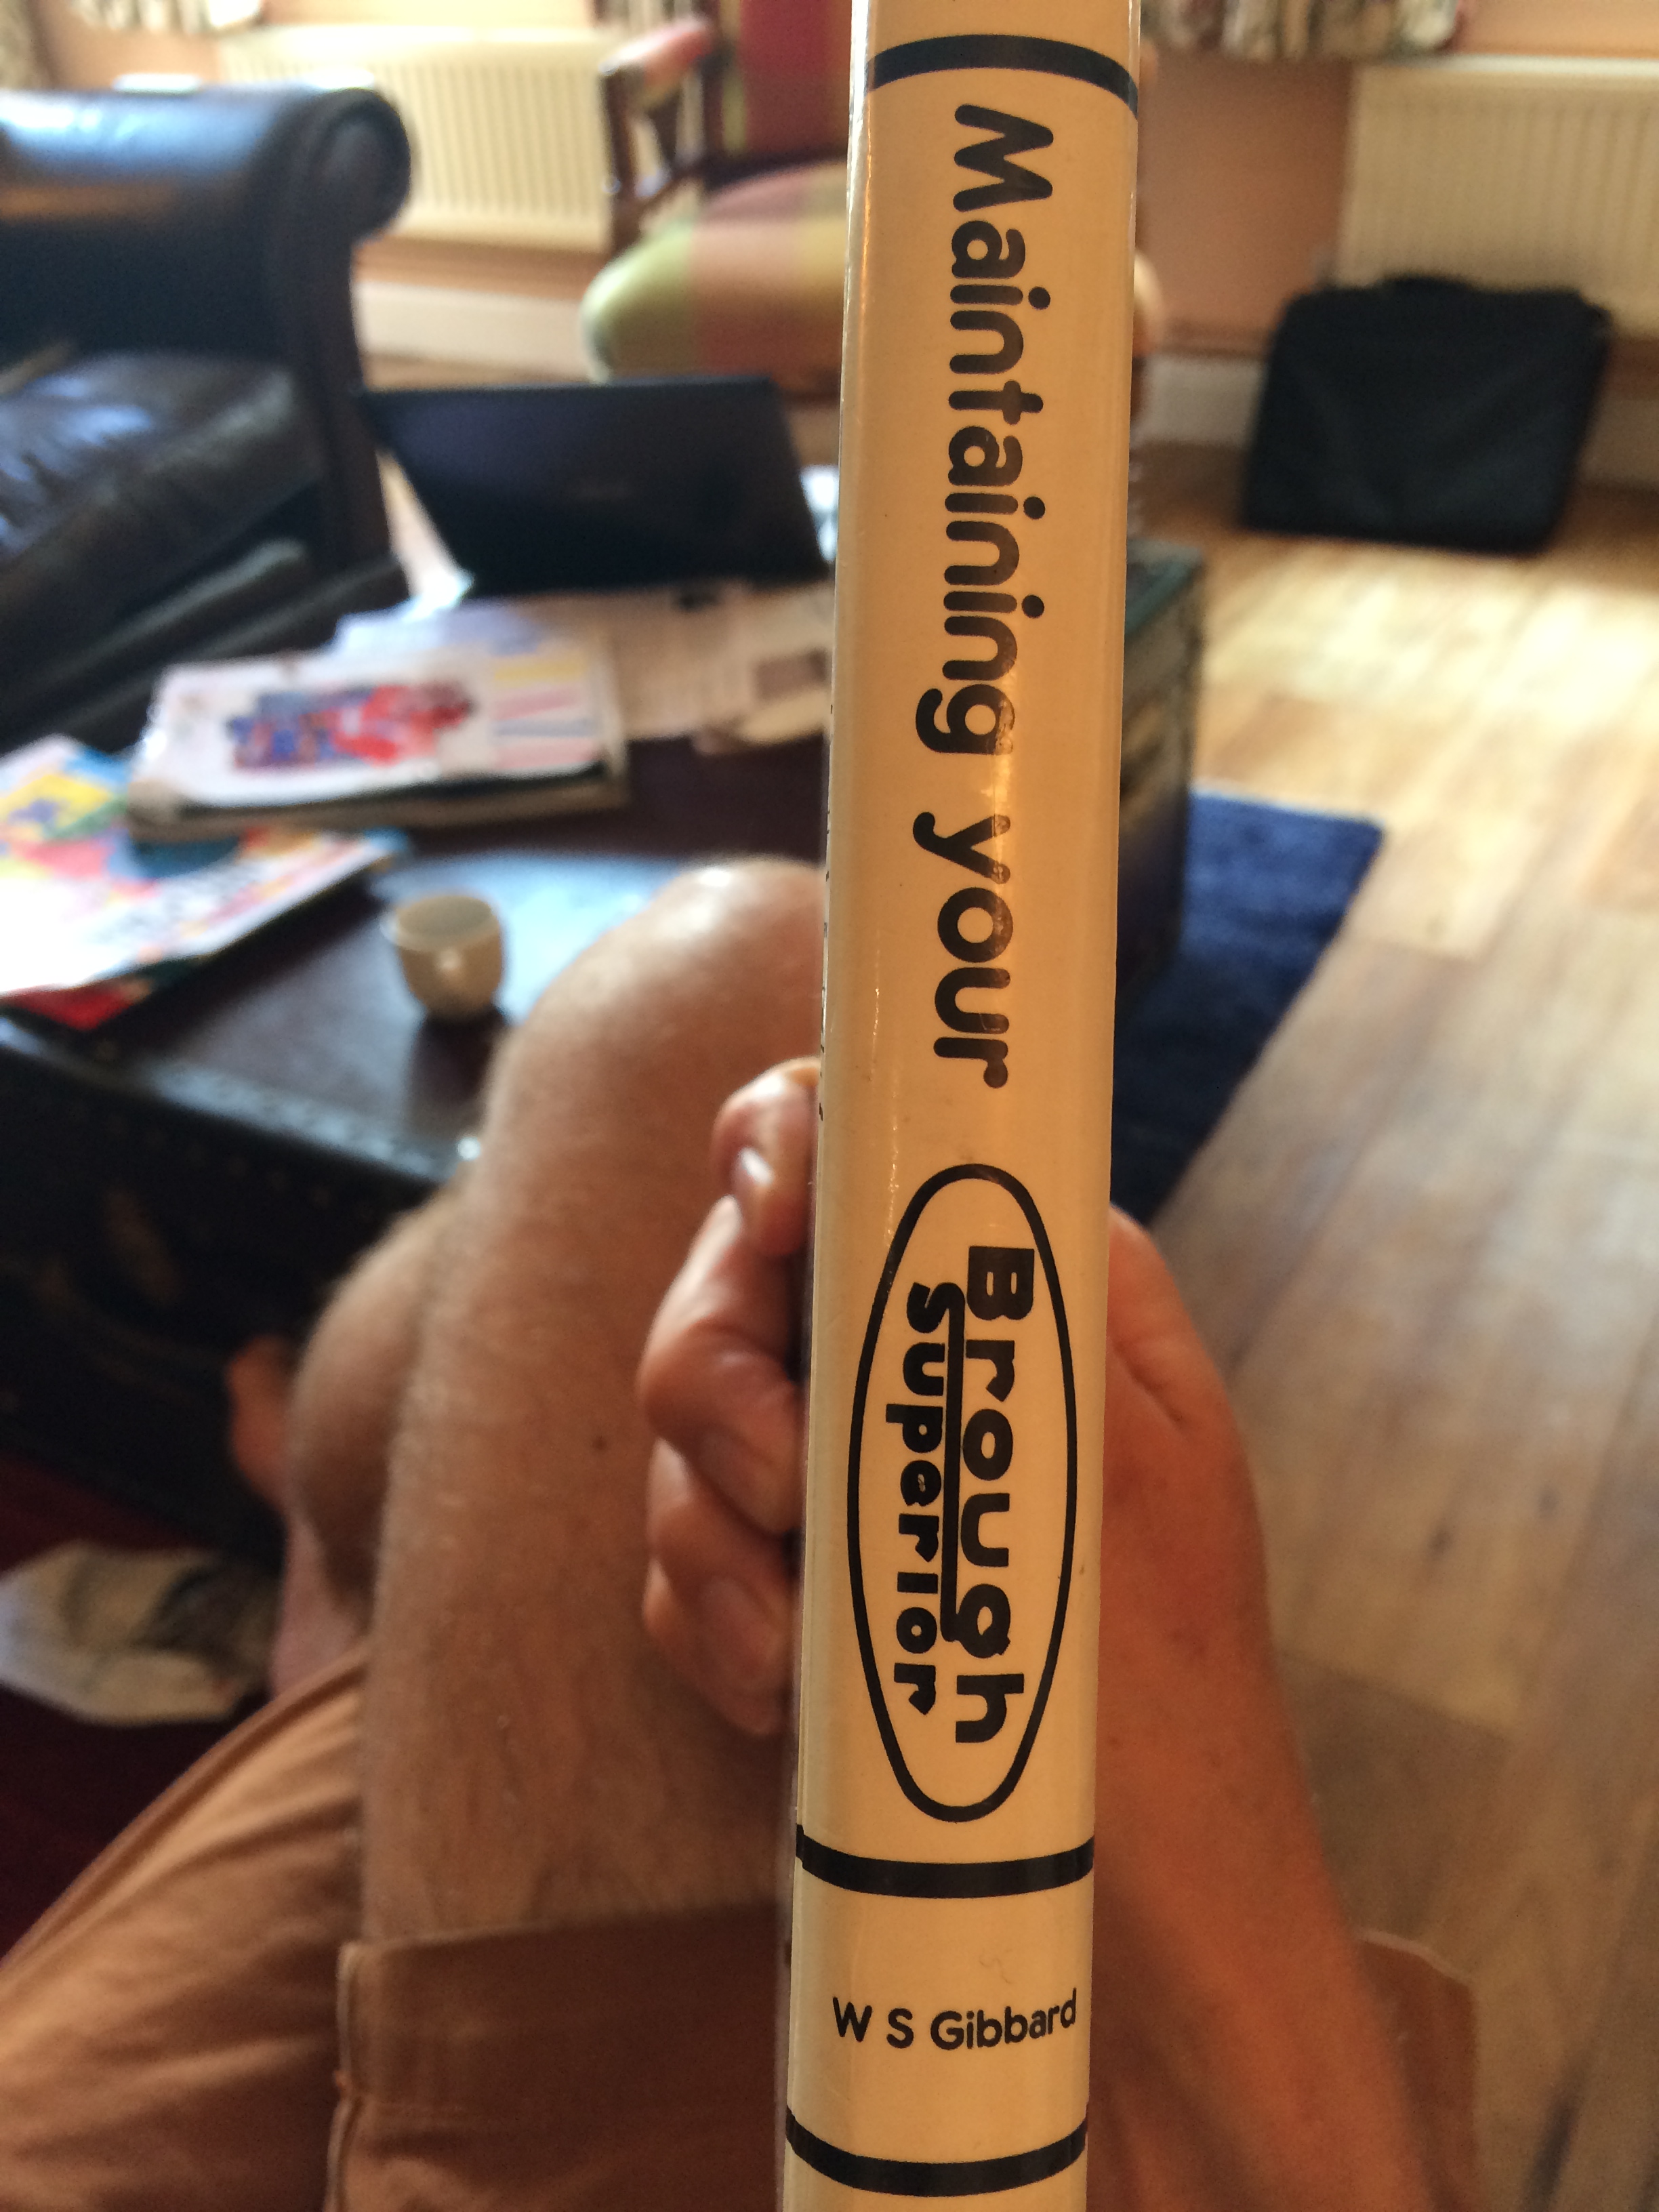 Maintaining your
Brough
Superior
W S Gibbard